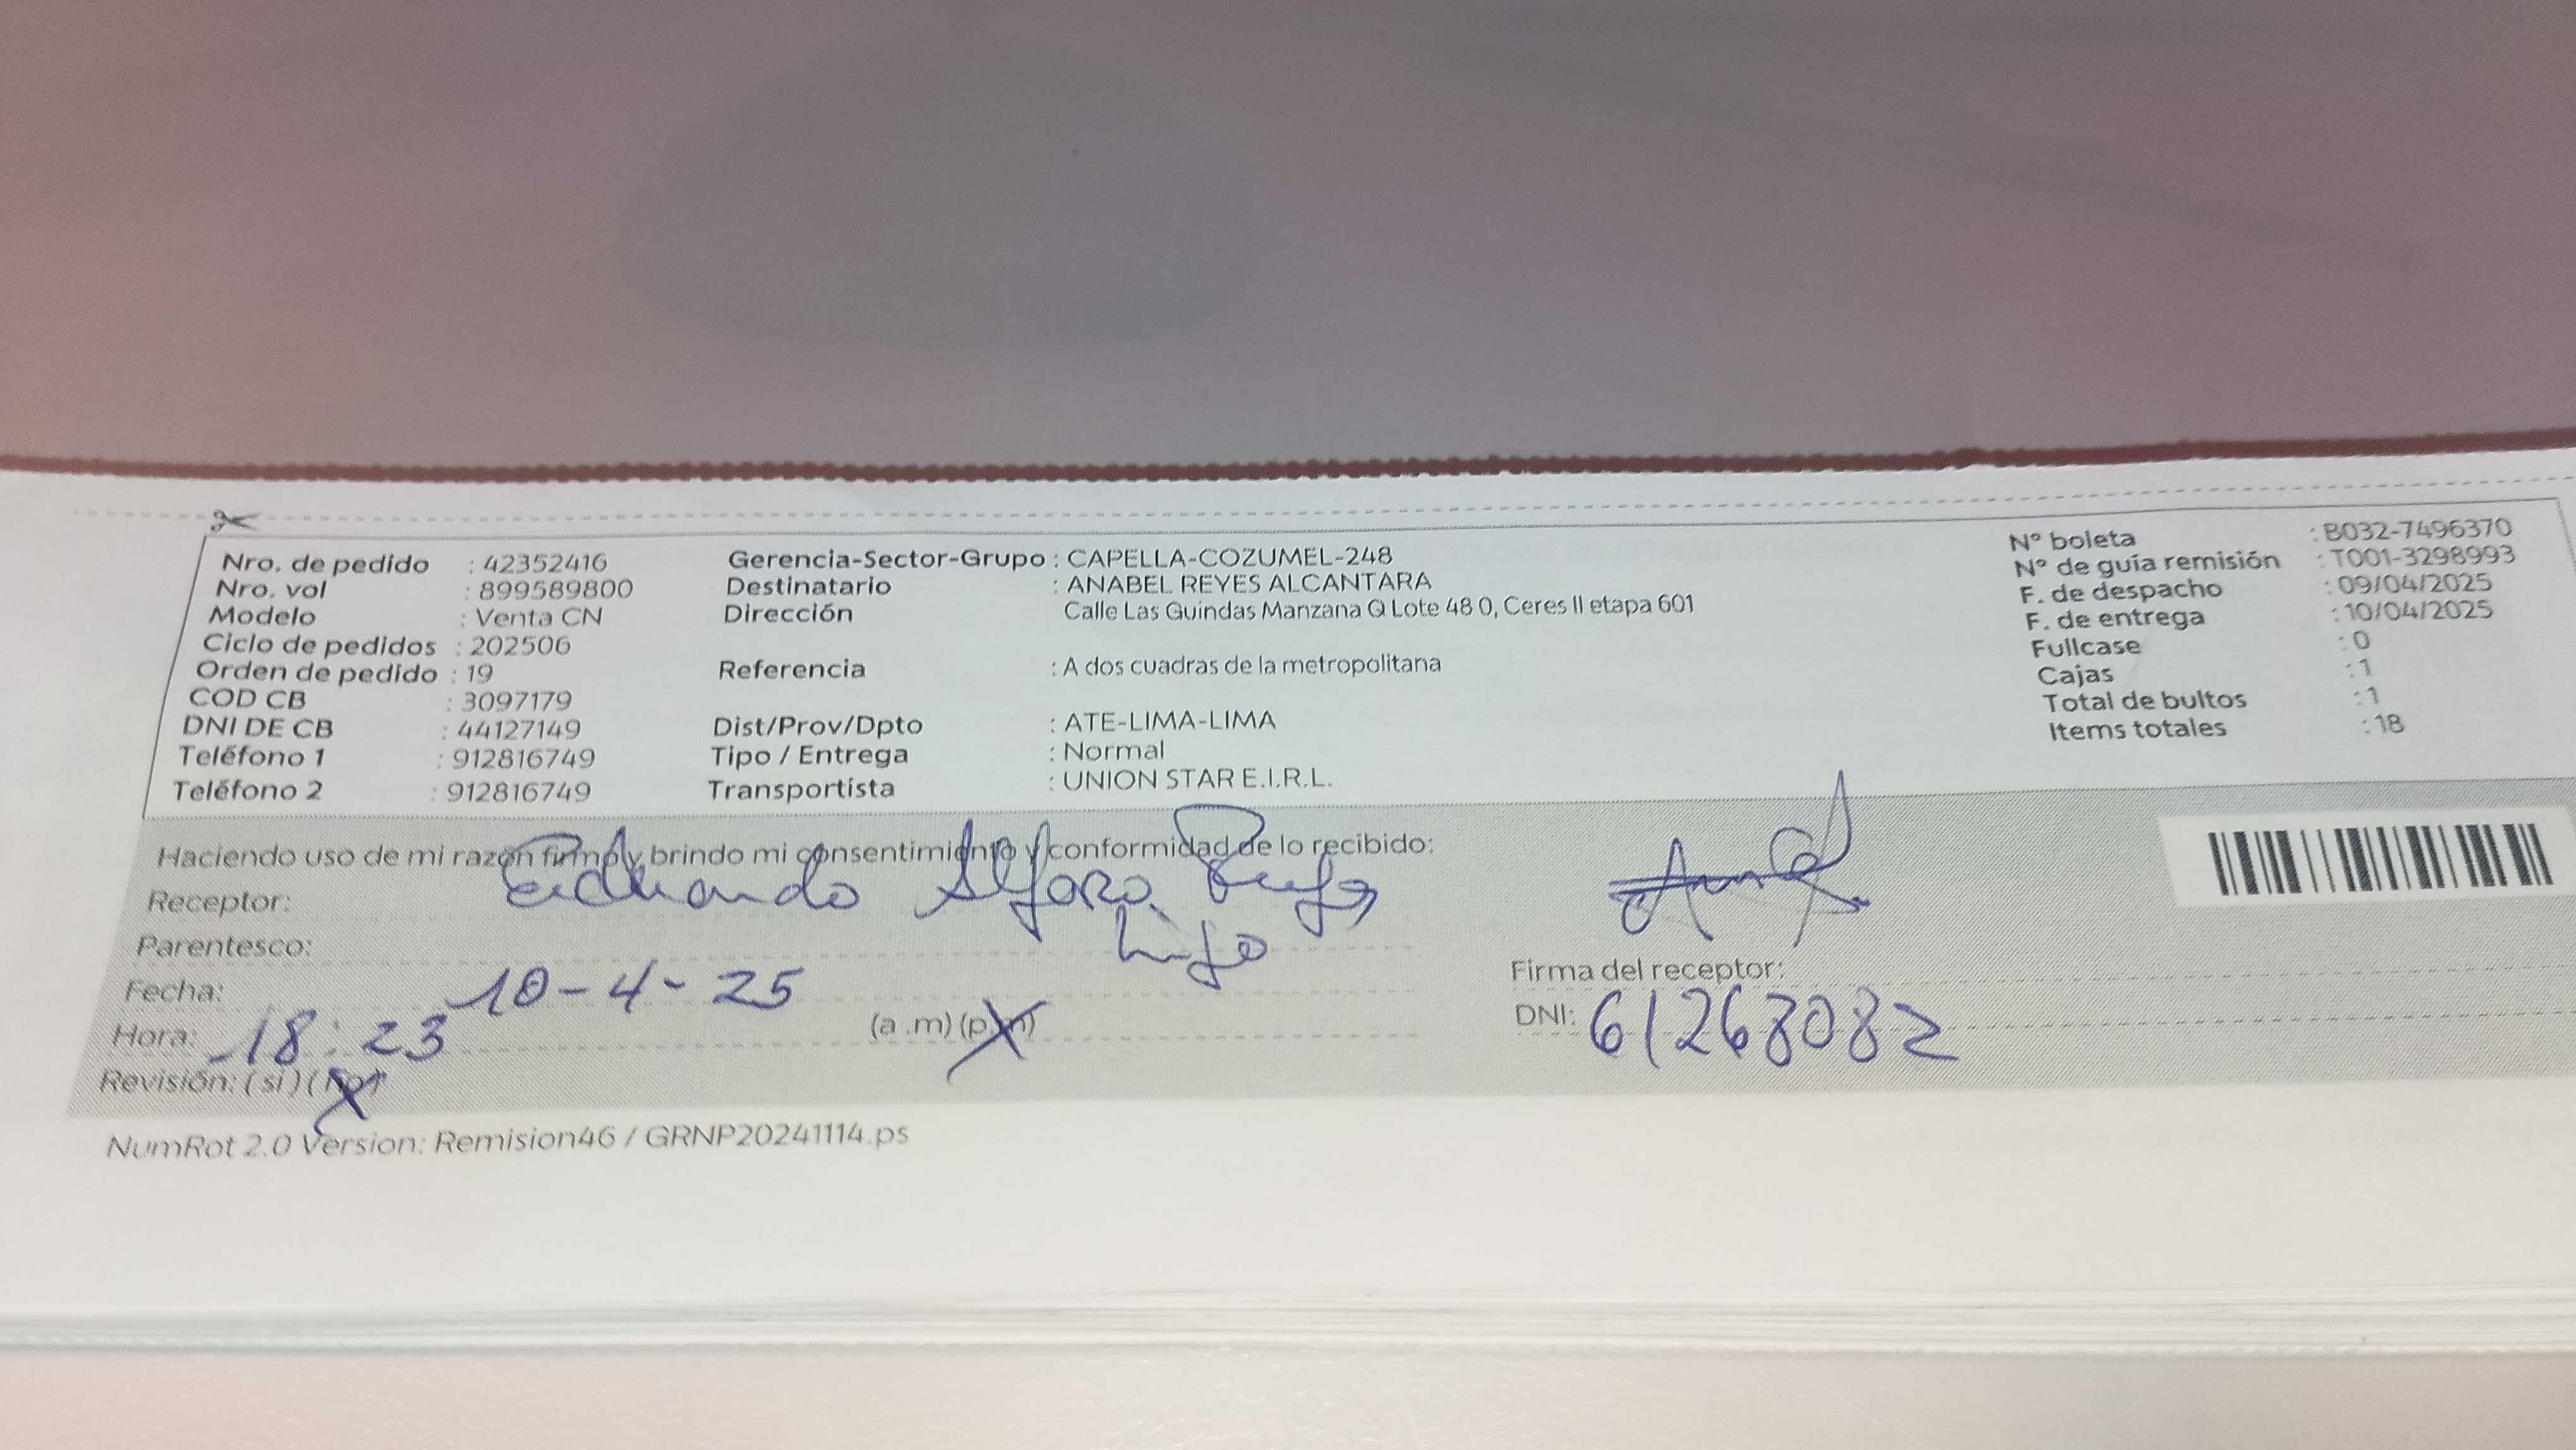 Nro. de pedido : 42352416
Nro. vol : 899589800
Modelo : Venta CN
Ciclo de pedidos : 202506
Orden de pedido : 19
COD CB : 3097179
DNI DE CB : 44127149
Teléfono 1 : 912816749
Teléfono 2 : 912816749
Gerencia-Sector-Grupo : CAPELLA-COZUMEL-248
Destinatario : ANABEL REYES ALCANTARA
Dirección Calle Las Guindas Manzana Q Lote 48 0, Ceres II etapa 601
Referencia : A dos cuadras de la metropolitana
Dist/Prov/Dpto : ATE-LIMA-LIMA
Tipo / Entrega : Normal
Transportista : UNION STAR E.I.R.L.
N° boleta : B032-7496370
N° de guía remisión : T001-3298993
F. de despacho : 09/04/2025
F. de entrega : 10/04/2025
Fullcase : 0
Cajas : 1
Total de bultos : 1
Items totales : 18
Haciendo uso de mi razón firmo y brindo mi consentimiento y conformidad de lo recibido:
Receptor: Eduardo Alfaro
Parentesco: hijo
Fecha: 10-4-25
Hora: 18:23 (a .m) (p.m)
Revisión: ( si ) ( no )
Firma del receptor:
DNI: 61268082
NumRot 2.0 Version: Remision46 / GRNP20241114.ps